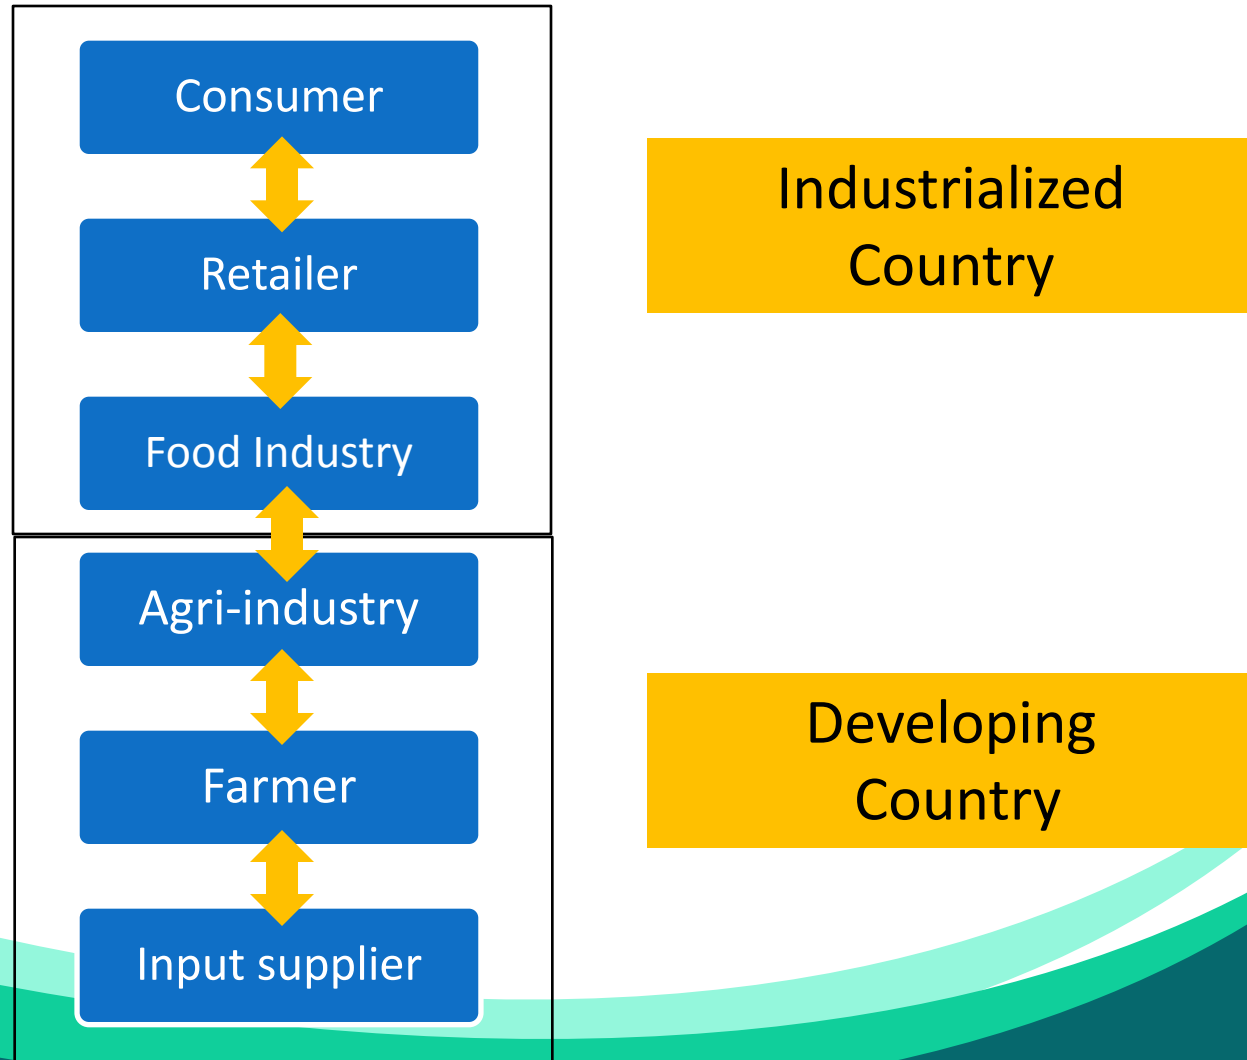 Consumer
Retailer
Food Industry
Agri-industry
Farmer
Input supplier
Industrialized
Country
Developing
Country